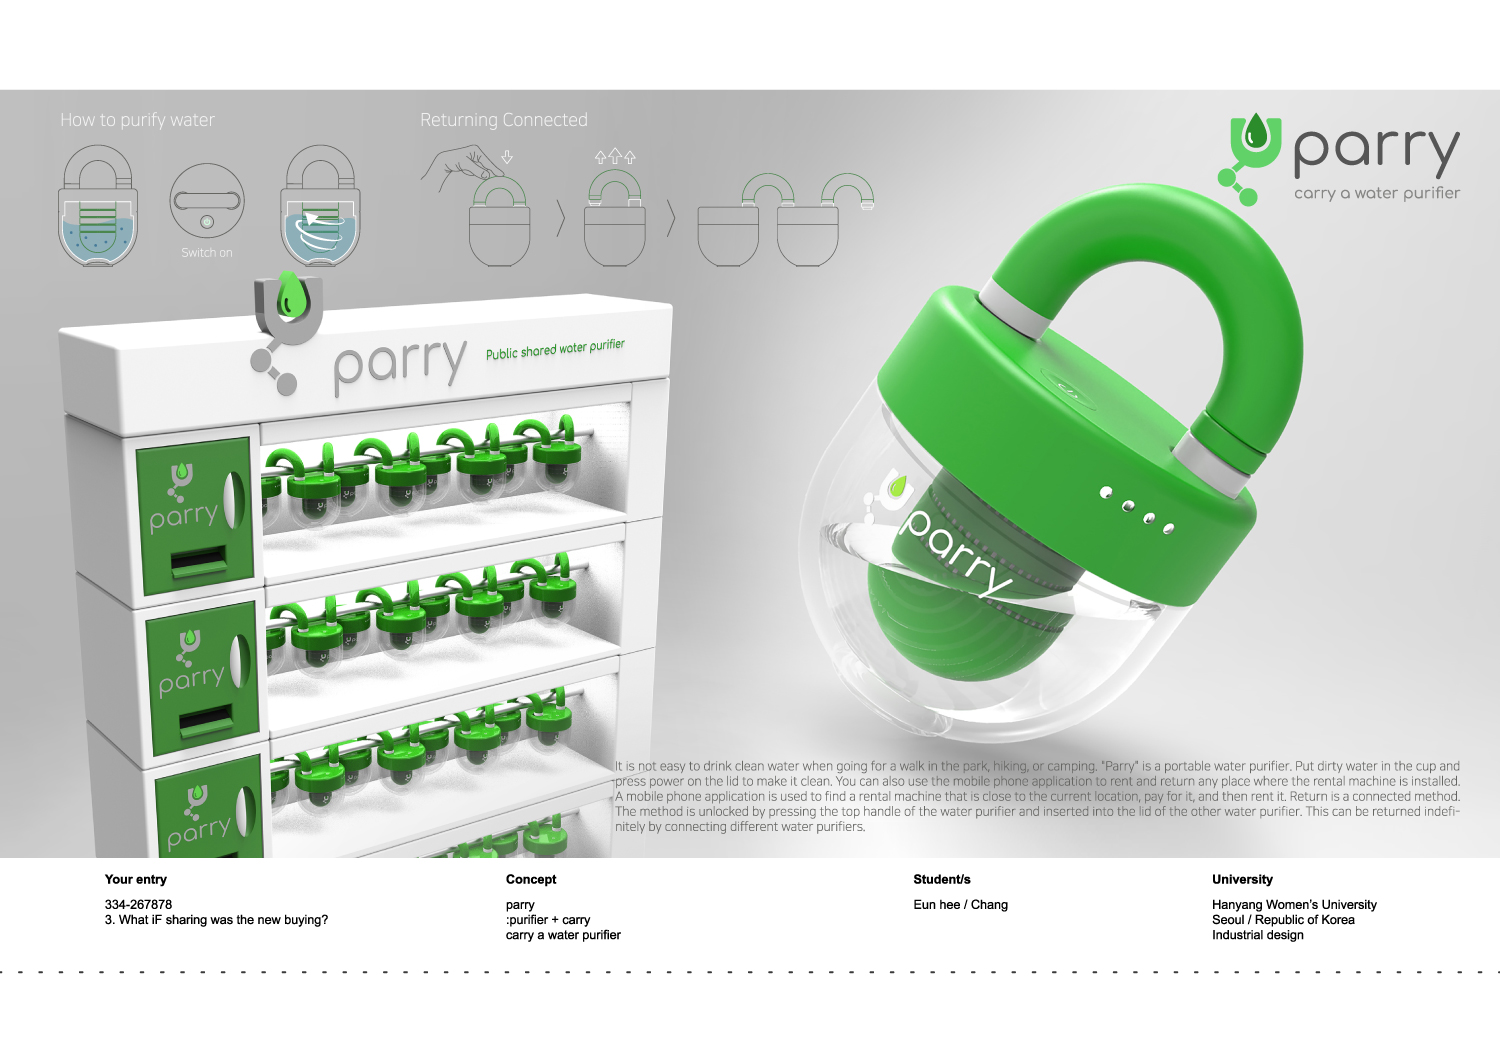 How to purify water
Switch on
Returning Connected
parry
carry a water purifier
parry
Public shared water purifier
parry
parry
parry
parry
It is not easy to drink clean water when going for a walk in the park, hiking, or camping. "Parry" is a portable water purifier. Put dirty water in the cup and
press power on the lid to make it clean. You can also use the mobile phone application to rent and return any place where the rental machine is installed.
A mobile phone application is used to find a rental machine that is close to the current location, pay for it, and then rent it. Return is a connected method.
The method is unlocked by pressing the top handle of the water purifier and inserted into the lid of the other water purifier. This can be returned indefi-
nitely by connecting different water purifiers.
Your entry
334-267878
3. What iF sharing was the new buying?
Concept
parry
:purifier + carry
carry a water purifier
Student/s
Eun hee / Chang
University
Hanyang Women's University
Seoul / Republic of Korea
Industrial design